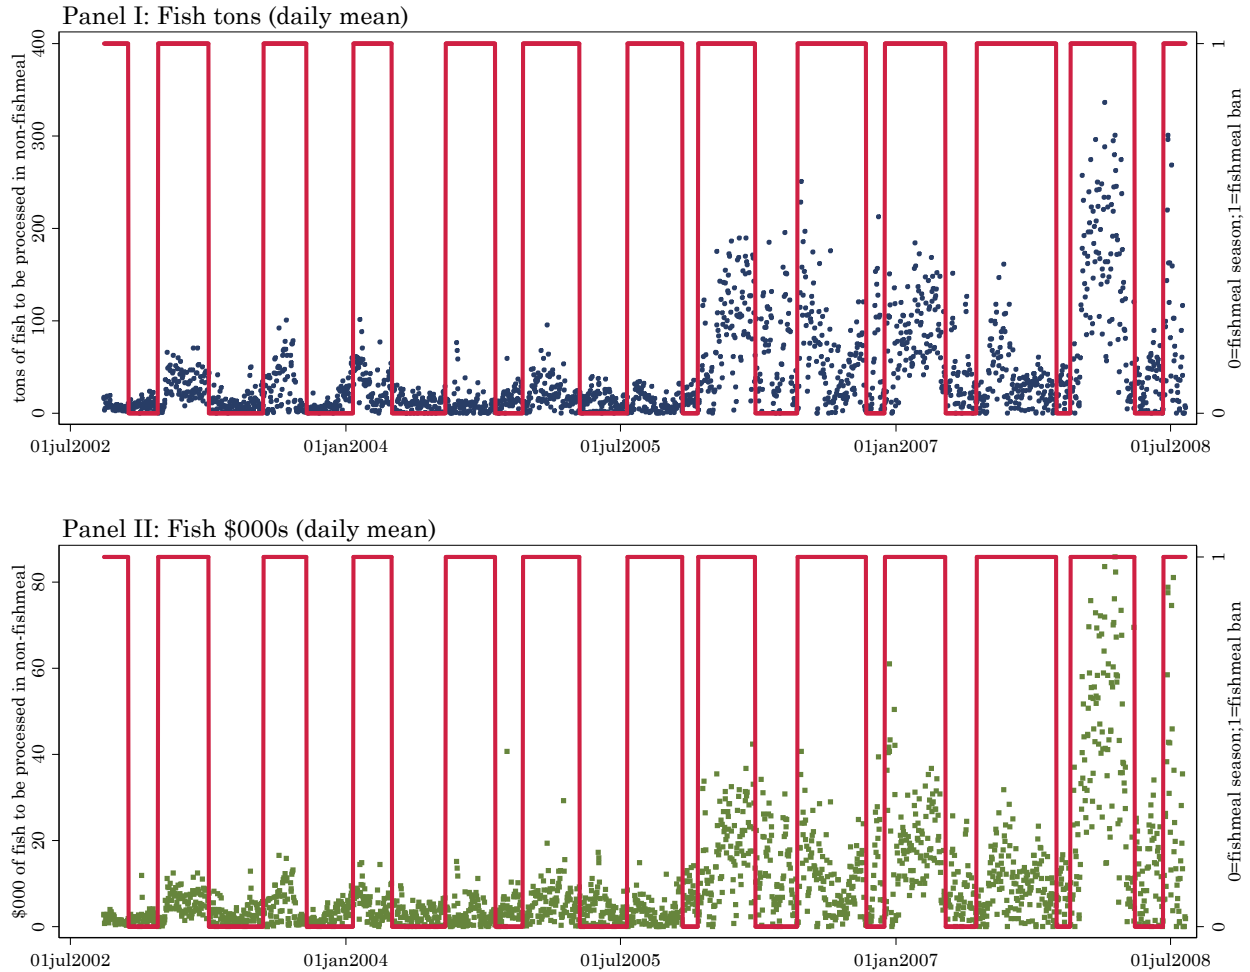 Panel I: Fish tons (daily mean)
tons of fish to be processed in non-fishmeal
400
300
200
100
0
1
0
0=fishmeal season;1=fishmeal ban
01jul2002 01jan2004 01jul2005 01jan2007 01jul2008
Panel II: Fish $000s (daily mean)
$000 of fish to be processed in non-fishmeal
80
60
40
20
0
1
0
0=fishmeal season;1=fishmeal ban
01jul2002 01jan2004 01jul2005 01jan2007 01jul2008